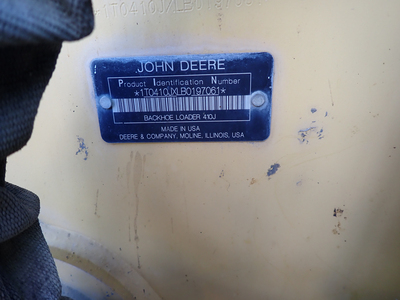 JOHN DEERE
Product Identification Number
*1T0410JXLB0197061*
BACKHOE LOADER 410J
MADE IN USA
DEERE & COMPANY, MOLINE, ILLINOIS, USA